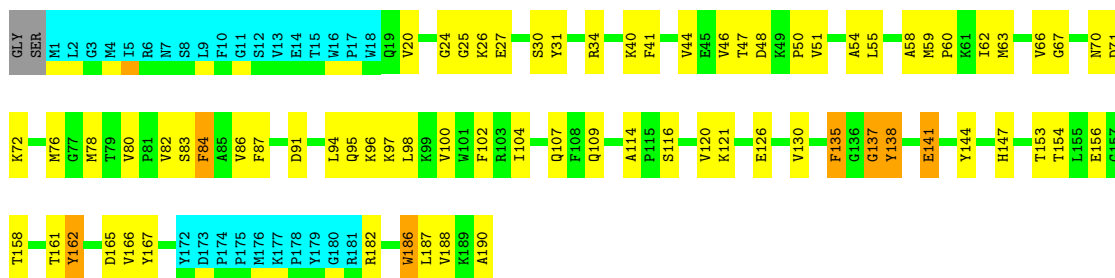 GLY SER M1 L2 G3 M4 I5 R6 N7 S8 L9 F10 G11 S12 V13 E14 T15 W16 P17 W18 Q19 V20 G24 G25 K26 E27 S30 Y31 R34 K40 F41 V44 E45 V46 T47 D48 K49 P50 V51 A54 L55 A58 M59 P60 K61 I62 M63 V66 G67 N70 D71
K72 M76 G77 M78 T79 V80 P81 V82 S83 F84 A85 V86 F87 D91 L94 Q95 K96 K97 L98 K99 V100 W101 F102 R103 I104 Q107 F108 Q109 A114 P115 S116 V120 K121 E126 V130 F135 G136 G137 Y138 E141 Y144 H147 T153 T154 L155 E156 G157
T158 T161 Y162 D165 V166 Y167 Y172 D173 P174 P175 M176 K177 P178 Y179 G180 R181 R182 W186 L187 V188 K189 A190